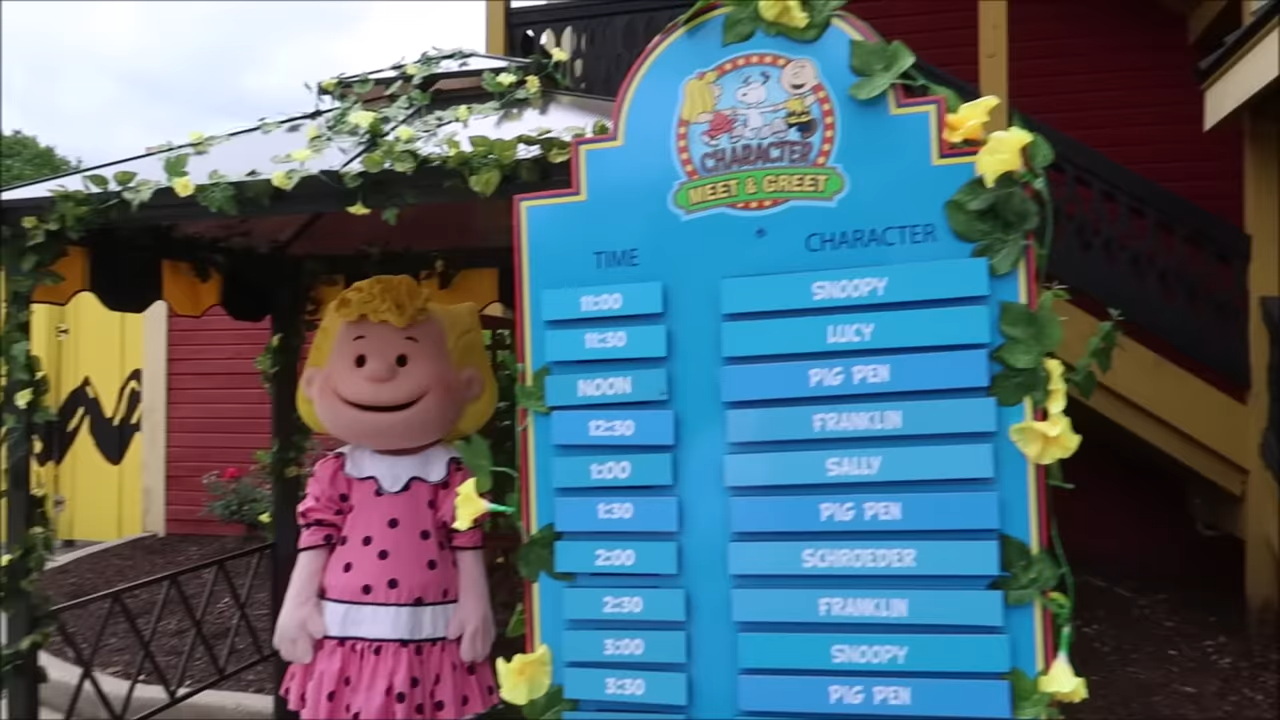 CHARACTER
MEET & GREET
TIME CHARACTER
11:00 SNOOPY
11:30 LUCY
NOON PIG PEN
12:30 FRANKLIN
1:00 SALLY
1:30 PIG PEN
2:00 SCHROEDER
2:30 FRANKLIN
3:00 SNOOPY
3:30 PIG PEN